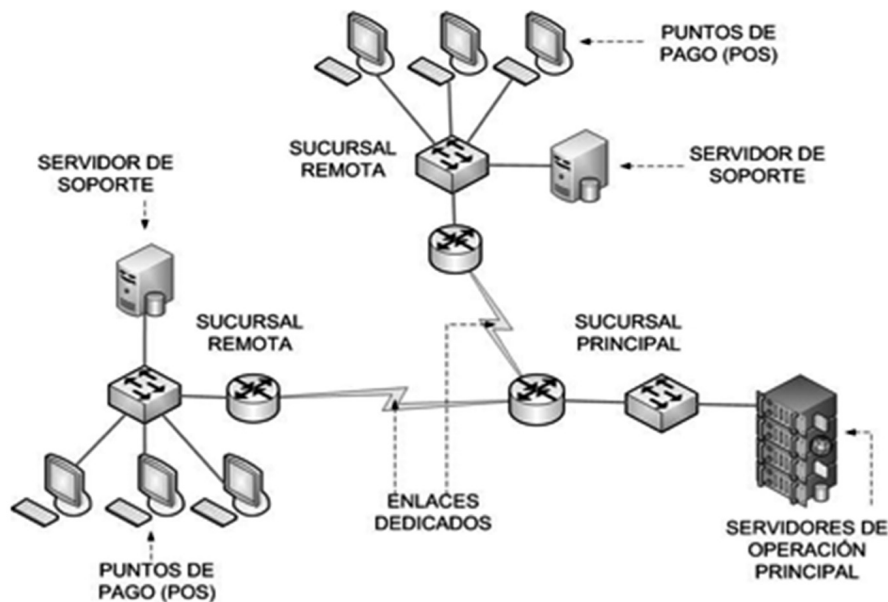 PUNTOS DE
PAGO (POS)
SUCURSAL
REMOTA
SERVIDOR DE
SOPORTE
SERVIDOR DE
SOPORTE
SUCURSAL
REMOTA
SUCURSAL
PRINCIPAL
ENLACES
DEDICADOS
PUNTOS DE
PAGO (POS)
SERVIDORES DE
OPERACIÓN
PRINCIPAL